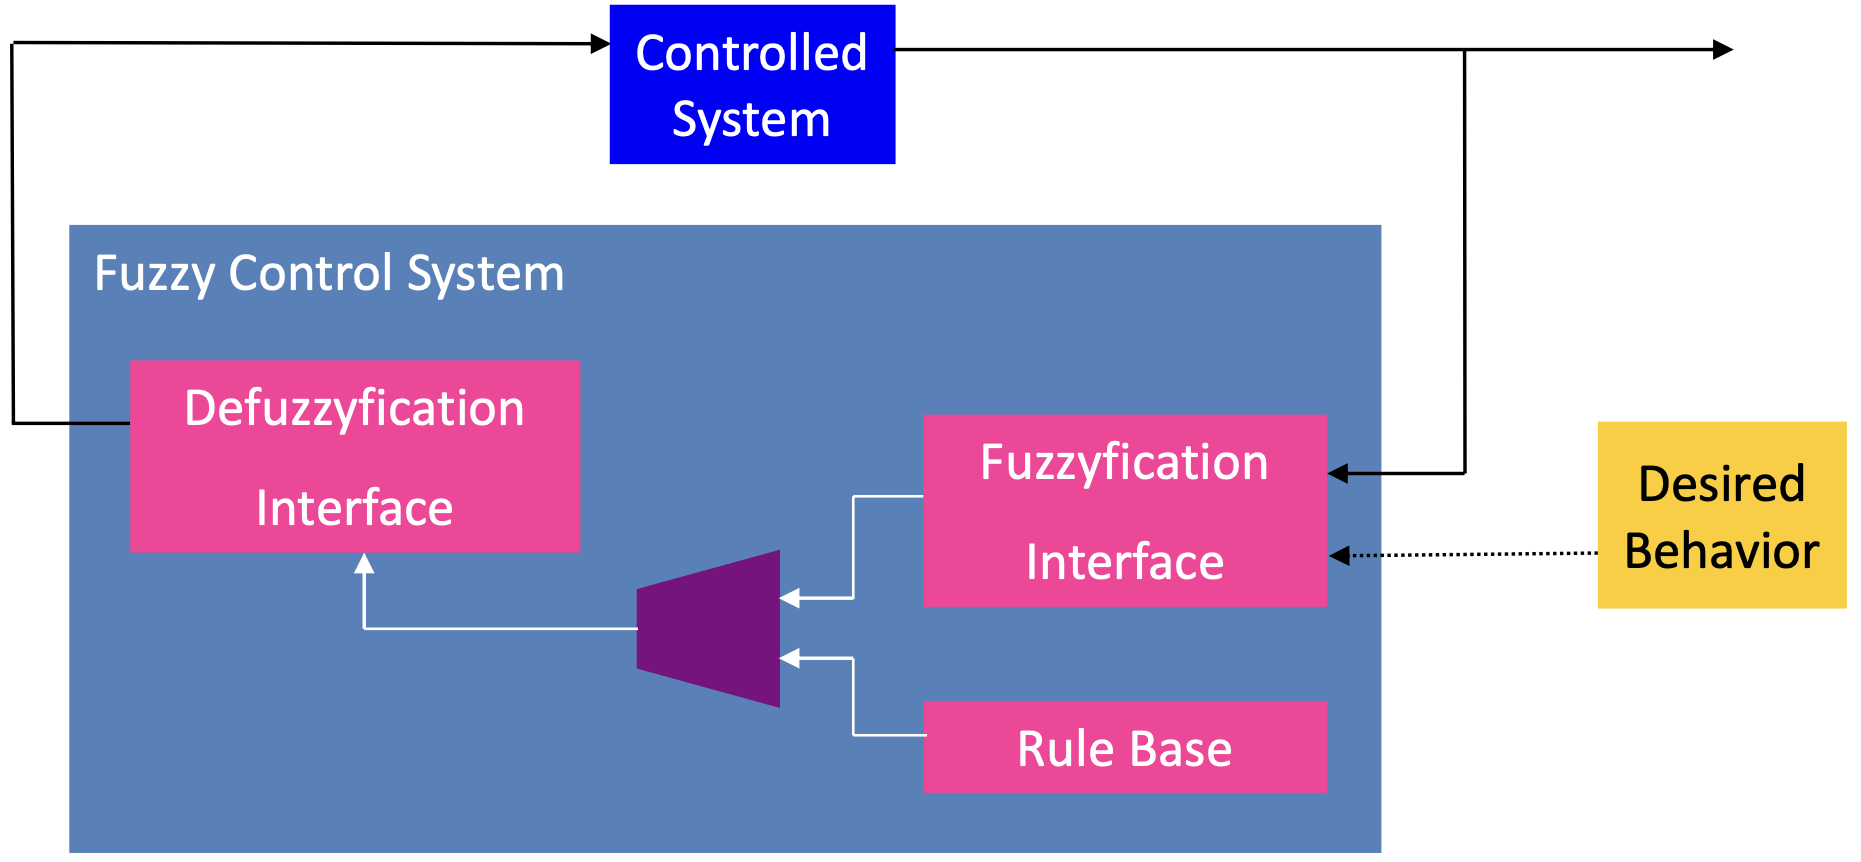 Controlled
System
Fuzzy Control System
Defuzzyfication
Interface
Fuzzyfication
Interface
Desired
Behavior
Rule Base